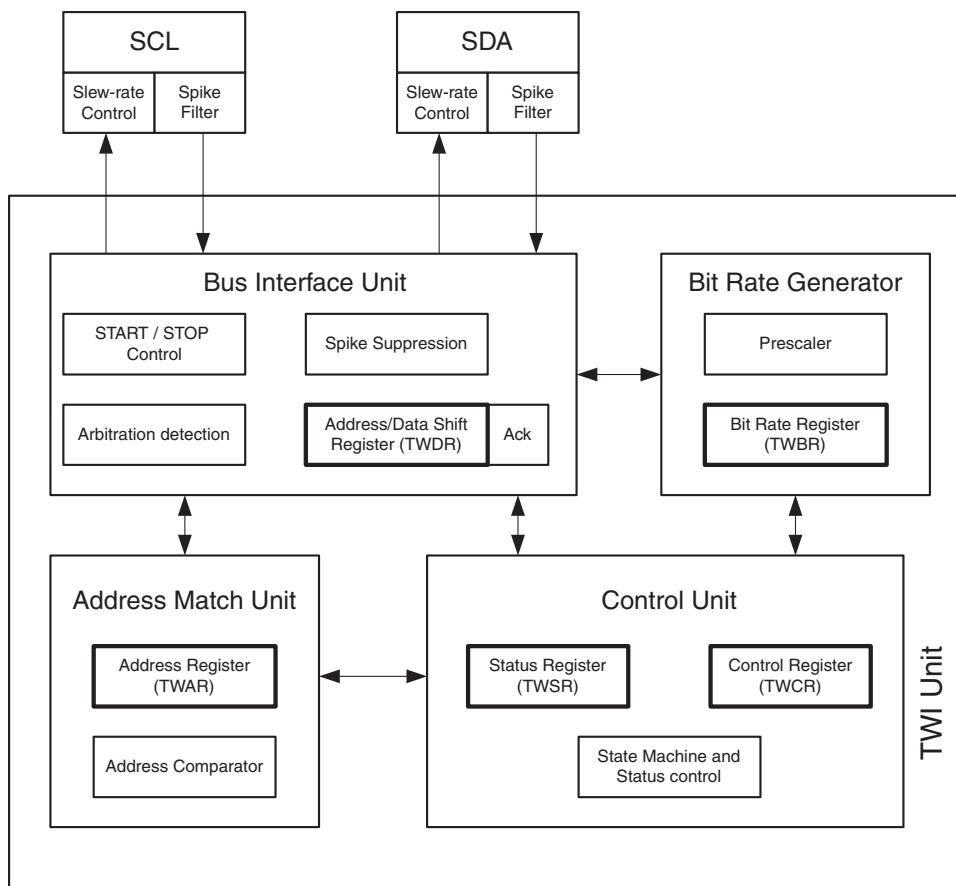 SCL
Slew-rate
Control
Spike
Filter
SDA
Slew-rate
Control
Spike
Filter
Bus Interface Unit
START / STOP
Control
Spike Suppression
Arbitration detection
Address/Data Shift
Register (TWDR)
Ack
Bit Rate Generator
Prescaler
Bit Rate Register
(TWBR)
Address Match Unit
Address Register
(TWAR)
Address Comparator
Control Unit
Status Register
(TWSR)
Control Register
(TWCR)
State Machine and
Status control
TWI Unit